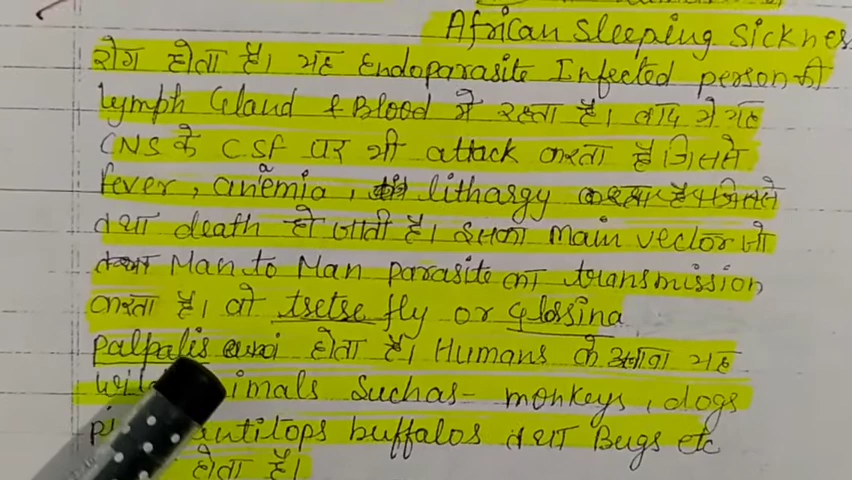 African Sleeping Sicknes
रोग होता है। यह Endoparasite Infected person की
lymph Gland & Blood में रहता है। बाद में यह
CNS के CSF पर भी attack करता है जिससे
fever, anemia, lithargy
तथा death हो जाती है। इसका main vector जो
Man to Man parasite का transmission
करता है। वो tsetse fly or Glossina
palpalis होता है। Humans के अलावा यह
wil imals Suchas - monkeys, dogs
antilops buffalos तथा Bugs etc
होता है।